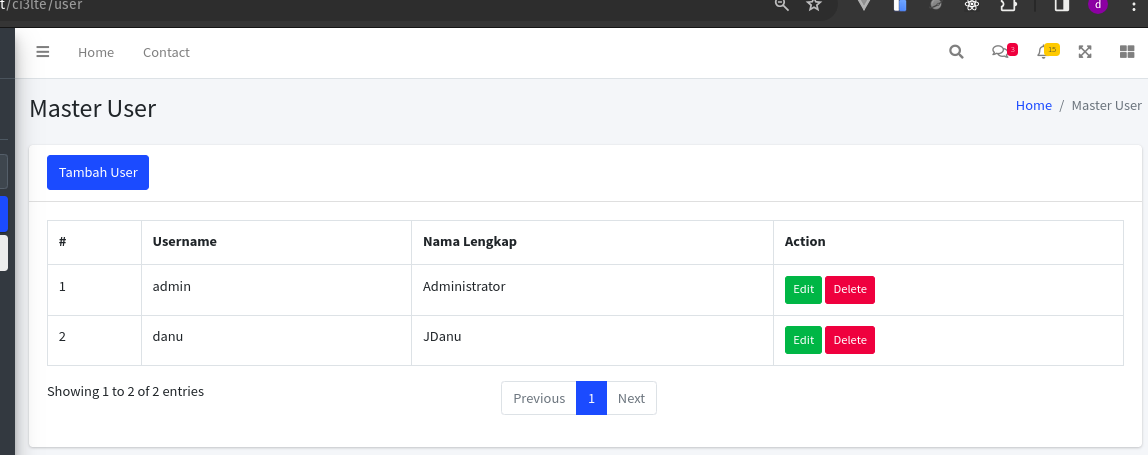 t/ci3lte/user
d
Home Contact
3
15
Master User
Home / Master User
Tambah User
# Username Nama Lengkap Action
1 admin Administrator Edit Delete
2 danu JDanu Edit Delete
Showing 1 to 2 of 2 entries
Previous 1 Next